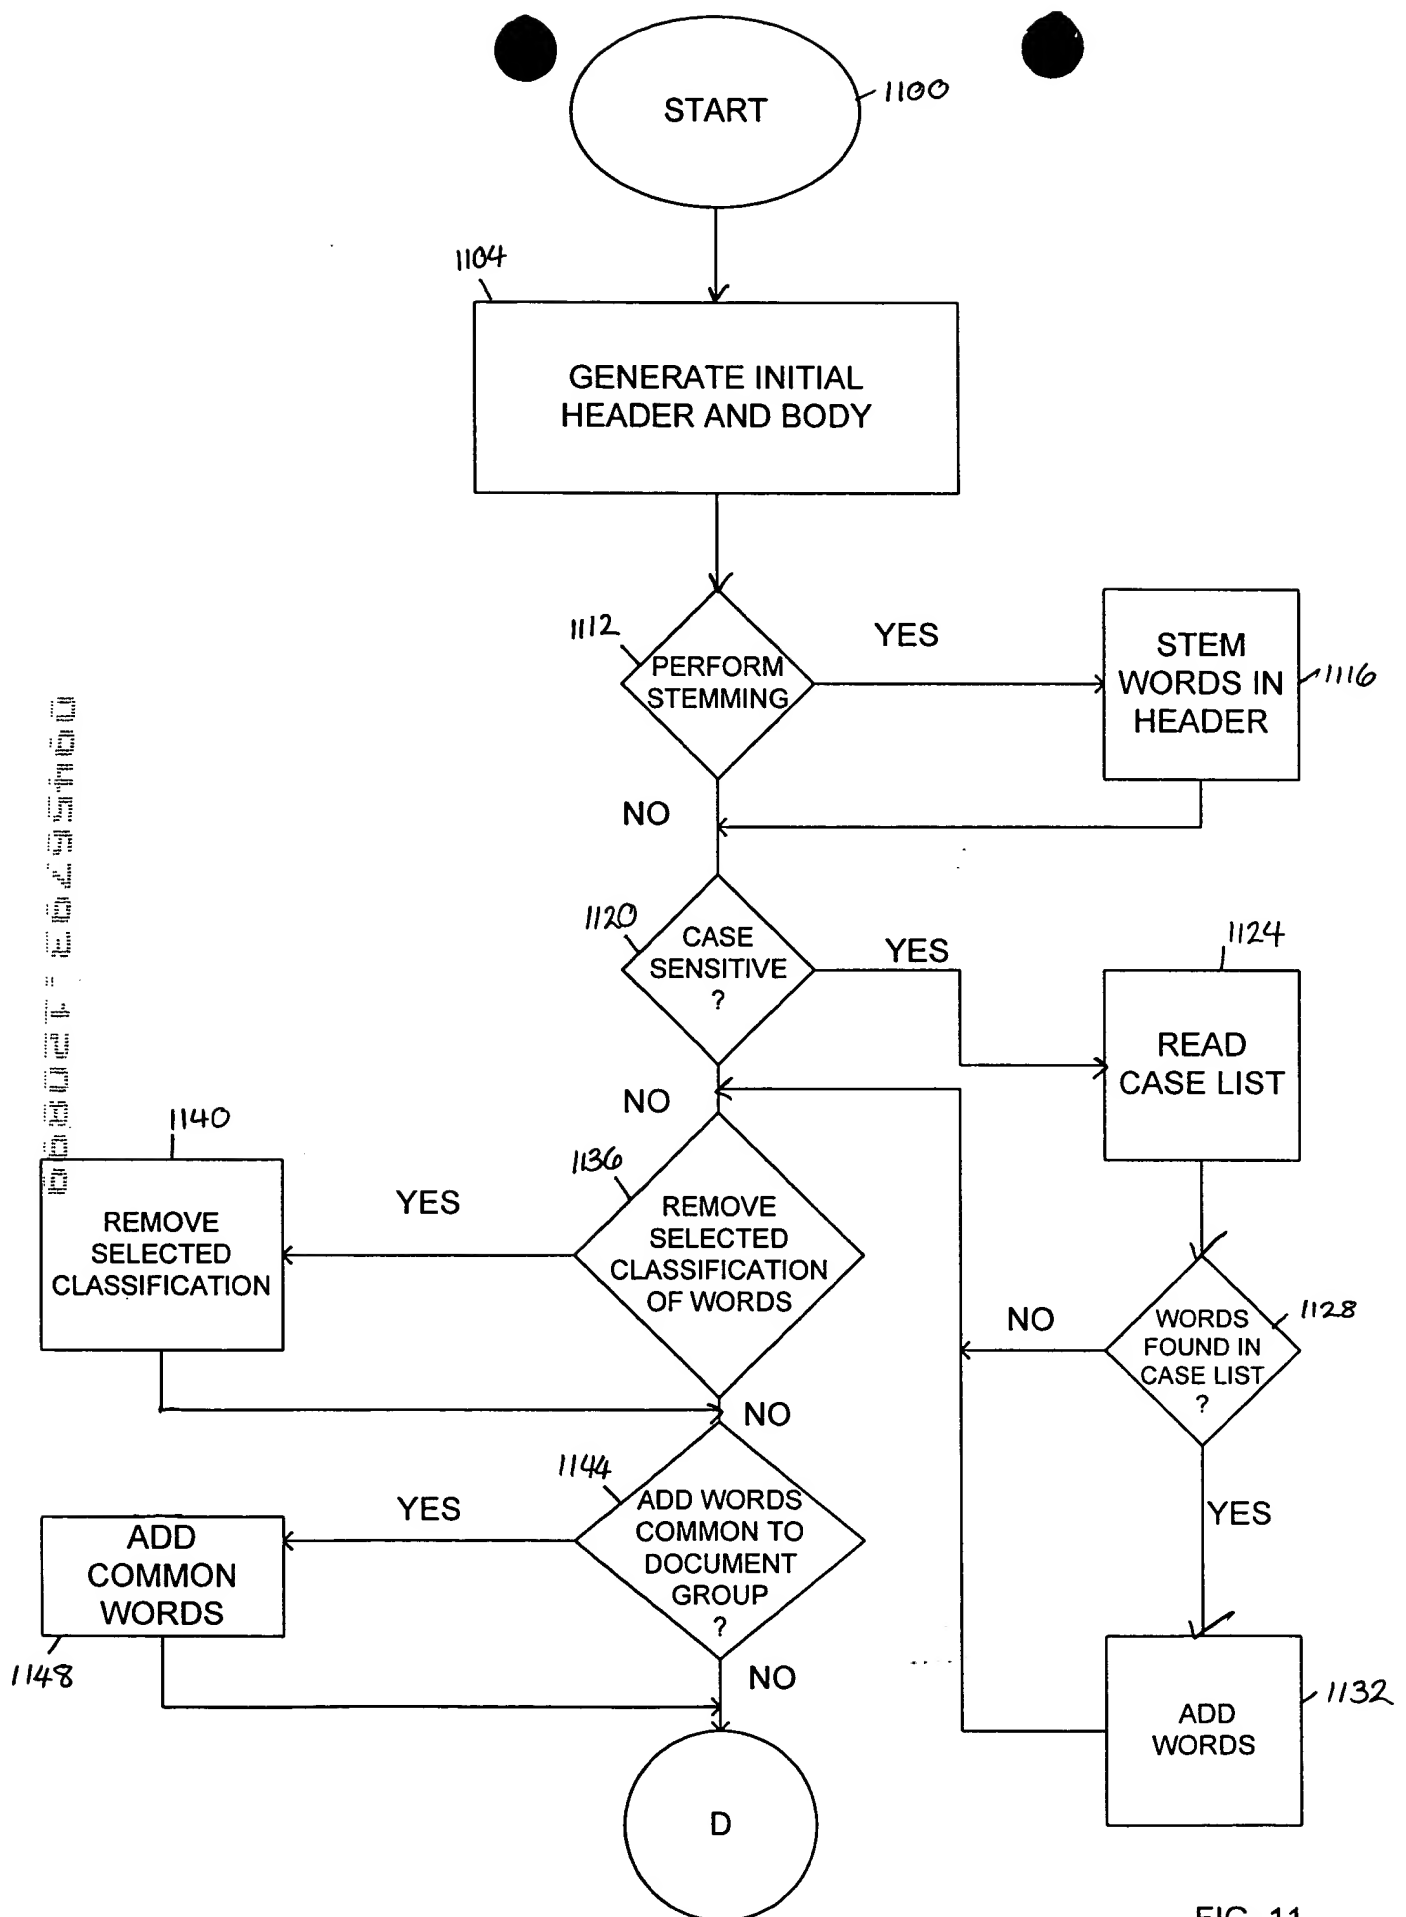 START
1100
1104
GENERATE INITIAL
HEADER AND BODY
1112
PERFORM
STEMMING
YES
STEM
WORDS IN
HEADER
1116
NO
1120
CASE
SENSITIVE
?
YES
1124
READ
CASE LIST
NO
1140
1136
YES
REMOVE
SELECTED
CLASSIFICATION
REMOVE
SELECTED
CLASSIFICATION
OF WORDS
NO
WORDS
FOUND IN
CASE LIST
?
1128
NO
1144
YES
ADD WORDS
COMMON TO
DOCUMENT
GROUP
?
ADD
COMMON
WORDS
1148
YES
NO
ADD
WORDS
1132
D
FIG. 11